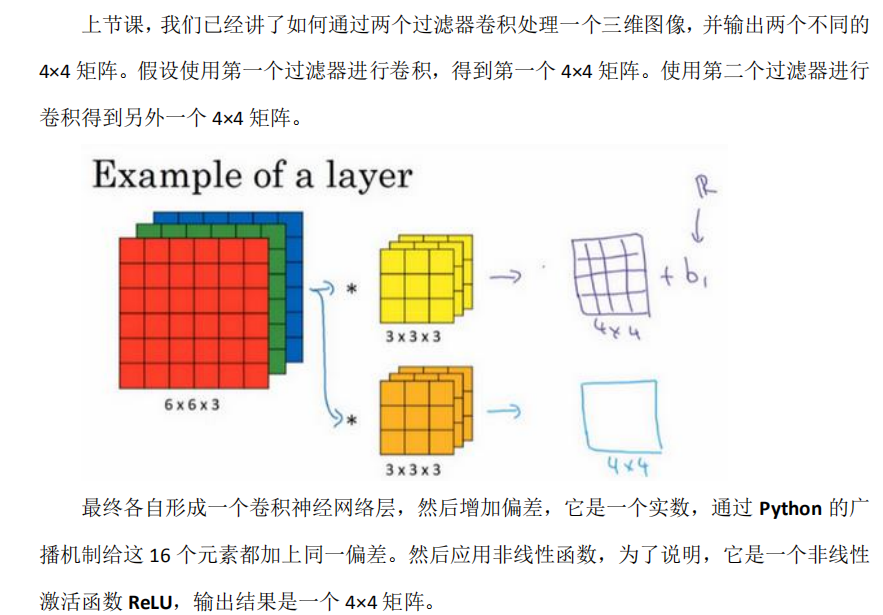 上节课，我们已经讲了如何通过两个过滤器卷积处理一个三维图像，并输出两个不同的
4×4 矩阵。假设使用第一个过滤器进行卷积，得到第一个 4×4 矩阵。使用第二个过滤器进行
卷积得到另外一个 4×4 矩阵。
Example of a layer
ℝ
*
3 x 3 x 3
4×4
+ b₁
6 x 6 x 3
*
3 x 3 x 3
4×4
最终各自形成一个卷积神经网络层，然后增加偏差，它是一个实数，通过 Python 的广
播机制给这 16 个元素都加上同一偏差。然后应用非线性函数，为了说明，它是一个非线性
激活函数 ReLU，输出结果是一个 4×4 矩阵。